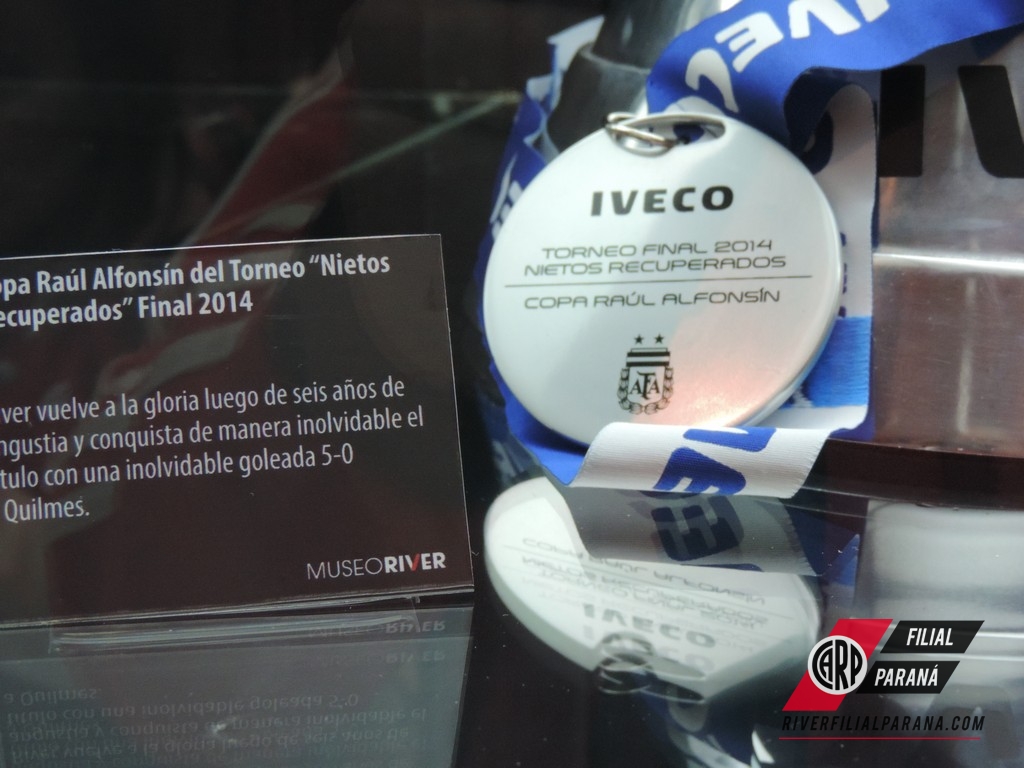 opa Raúl Alfonsín del Torneo "Nietos
ecuperados" Final 2014
ver vuelve a la gloria luego de seis años de
ngustia y conquista de manera inolvidable el
tulo con una inolvidable goleada 5-0
Quilmes.
MUSEORIVER
IVECO
TORNEO FINAL 2014
NIETOS RECUPERADOS
COPA RAÚL ALFONSÍN
AFA
IVEC
CARP
FILIAL
PARANÁ
RIVERFILIALPARANA.COM